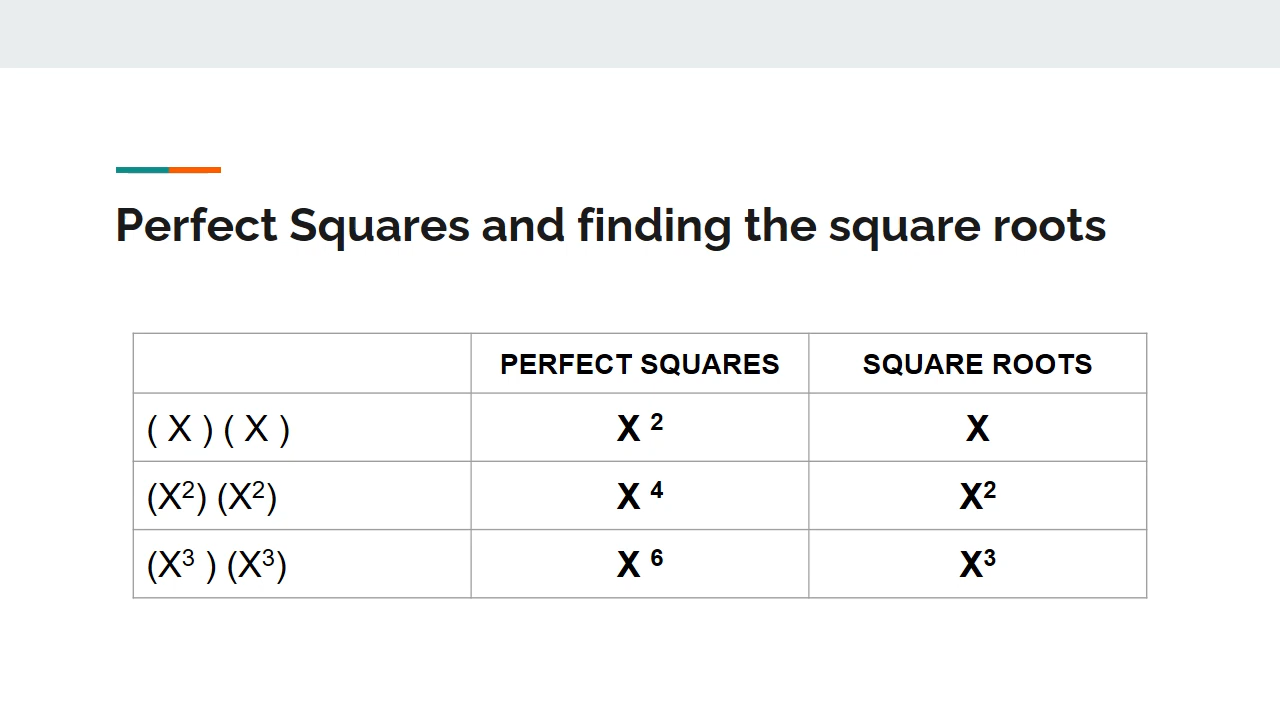 Perfect Squares and finding the square roots
PERFECT SQUARES SQUARE ROOTS
( X ) ( X ) X ² X
(X²) (X²) X ⁴ X²
(X³ ) (X³) X ⁶ X³